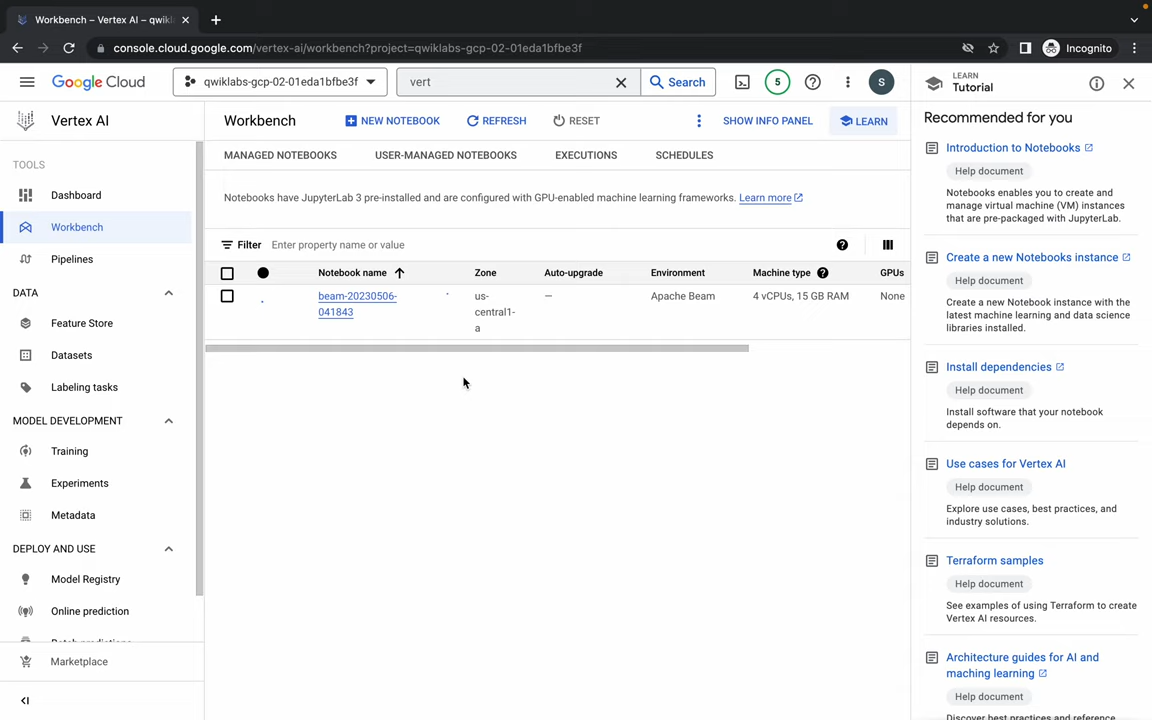 Workbench – Vertex AI – qwikl
console.cloud.google.com/vertex-ai/workbench?project=qwiklabs-gcp-02-01eda1bfbe3f
Incognito
Google Cloud
qwiklabs-gcp-02-01eda1bfbe3f
vert
Search
5
S
LEARN
Tutorial
Vertex AI
Workbench
NEW NOTEBOOK
REFRESH
RESET
SHOW INFO PANEL
LEARN
Recommended for you
TOOLS
Dashboard
Workbench
Pipelines
DATA
Feature Store
Datasets
Labeling tasks
MODEL DEVELOPMENT
Training
Experiments
Metadata
DEPLOY AND USE
Model Registry
Online prediction
Batch predictions
Marketplace
MANAGED NOTEBOOKS
USER-MANAGED NOTEBOOKS
EXECUTIONS
SCHEDULES
Notebooks have JupyterLab 3 pre-installed and are configured with GPU-enabled machine learning frameworks. Learn more
Filter
Enter property name or value
Notebook name
Zone
Auto-upgrade
Environment
Machine type
GPUs
beam-20230506-
041843
us-
central1-
a
—
Apache Beam
4 vCPUs, 15 GB RAM
None
Introduction to Notebooks
Help document
Notebooks enables you to create and
manage virtual machine (VM) instances
that are pre-packaged with JupyterLab.
Create a new Notebooks instance
Help document
Create a new Notebook instance with the
latest machine learning and data science
libraries installed.
Install dependencies
Help document
Install software that your notebook
depends on.
Use cases for Vertex AI
Help document
Explore use cases, best practices, and
industry solutions.
Terraform samples
Help document
See examples of using Terraform to create
Vertex AI resources.
Architecture guides for AI and
maching learning
Help document
Discover best practices and reference